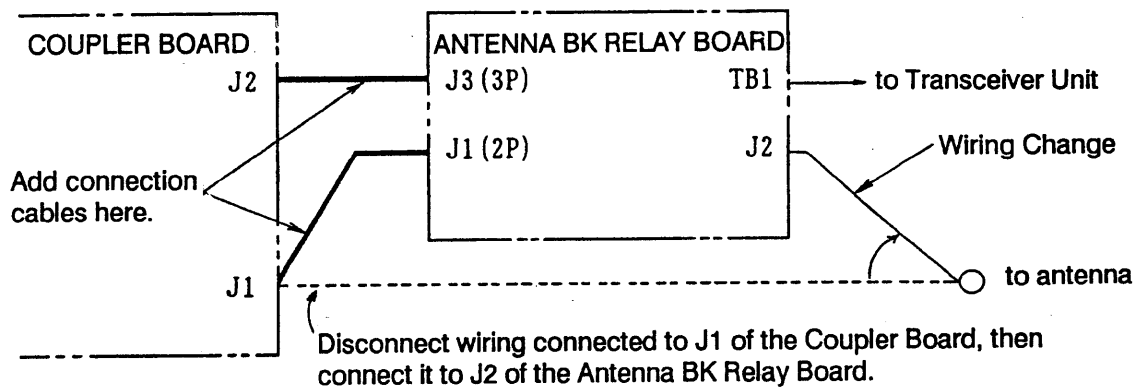 COUPLER BOARD
ANTENNA BK RELAY BOARD
J2
J3 (3P)
TB1
to Transceiver Unit
J1 (2P)
J2
Wiring Change
Add connection
cables here.
J1
to antenna
Disconnect wiring connected to J1 of the Coupler Board, then
connect it to J2 of the Antenna BK Relay Board.